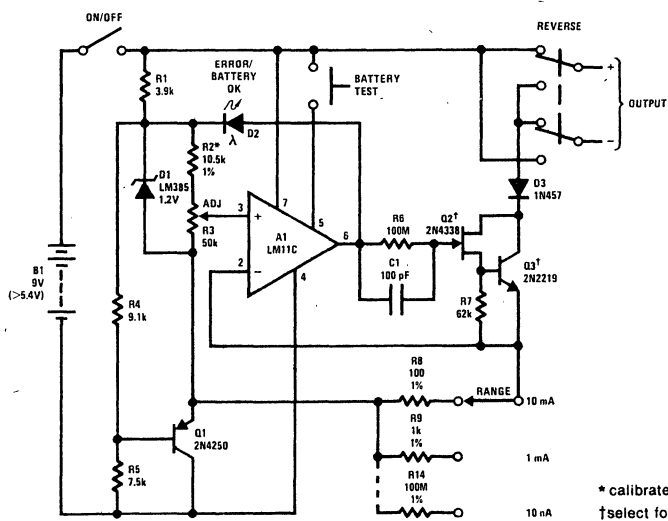 ON/OFF
REVERSE
R1
3.9k
ERROR/
BATTERY
OK
BATTERY
TEST
+
−
OUTPUT
D2
λ
R2*
10.5k
1%
D1
LM385
1.2V
ADJ
R3
50k
3
+
7
5
A1
LM11C
6
2
−
4
R6
100M
C1
100 pF
Q2†
2N4338
D3
1N457
Q3†
2N2219
R7
62k
B1
9V
(>5.4V)
R4
9.1k
R5
7.5k
Q1
2N4250
R8
100
1%
RANGE
10 mA
R9
1k
1%
1 mA
R14
100M
1%
10 nA
* calibrate
†select fo